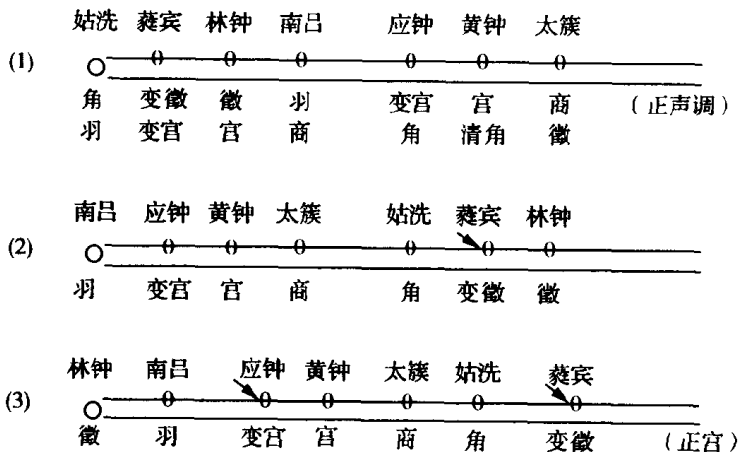 姑洗 蕤宾 林钟 南吕 应钟 黄钟 太簇
(1)
角 变徵 徵 羽 变宫 宫 商 （正声调）
羽 变宫 宫 商 角 清角 徵
南吕 应钟 黄钟 太簇 姑洗 蕤宾 林钟
(2)
羽 变宫 宫 商 角 变徵 徵
林钟 南吕 应钟 黄钟 太簇 姑洗 蕤宾
(3)
徵 羽 变宫 宫 商 角 变徵 （正宫）